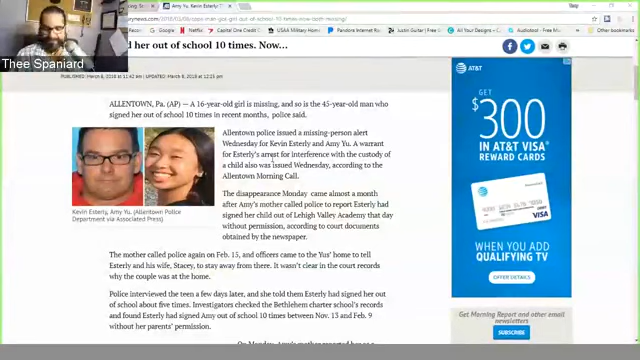 Amy Yu, Kevin Esterly: T
Thee Spaniard
d her out of school 10 times. Now...
PUBLISHED: March 8, 2018 at 11:42 am | UPDATED: March 8, 2018 at 12:23 pm
ALLENTOWN, Pa. (AP) — A 16-year-old girl is missing, and so is the 45-year-old man who
signed her out of school 10 times in recent months, police said.
Allentown police issued a missing-person alert
Wednesday for Kevin Esterly and Amy Yu. A warrant
for Esterly's arrest for interference with the custody of
a child also was issued Wednesday, according to the
Allentown Morning Call.
Kevin Esterly, Amy Yu. (Allentown Police
Department via Associated Press)
The disappearance Monday came almost a month
after Amy's mother called police to report Esterly had
signed her child out of Lehigh Valley Academy that day
without permission, according to court documents
obtained by the newspaper.
The mother called police again on Feb. 15, and officers came to the Yus' home to tell
Esterly and his wife, Stacey, to stay away from there. It wasn't clear in the court records
why the couple was at the home.
Police interviewed the teen a few days later, and she told them Esterly had signed her out
of school about five times. Investigators checked the Bethlehem charter school's records
and found Esterly had signed Amy out of school 10 times between Nov. 13 and Feb. 9
without her parents' permission.
AT&T
GET
$300
IN AT&T VISA
REWARD CARDS
VISA
WHEN YOU ADD
QUALIFYING TV
OFFER DETAILS
Get Morning Report and other email
newsletters
SUBSCRIBE